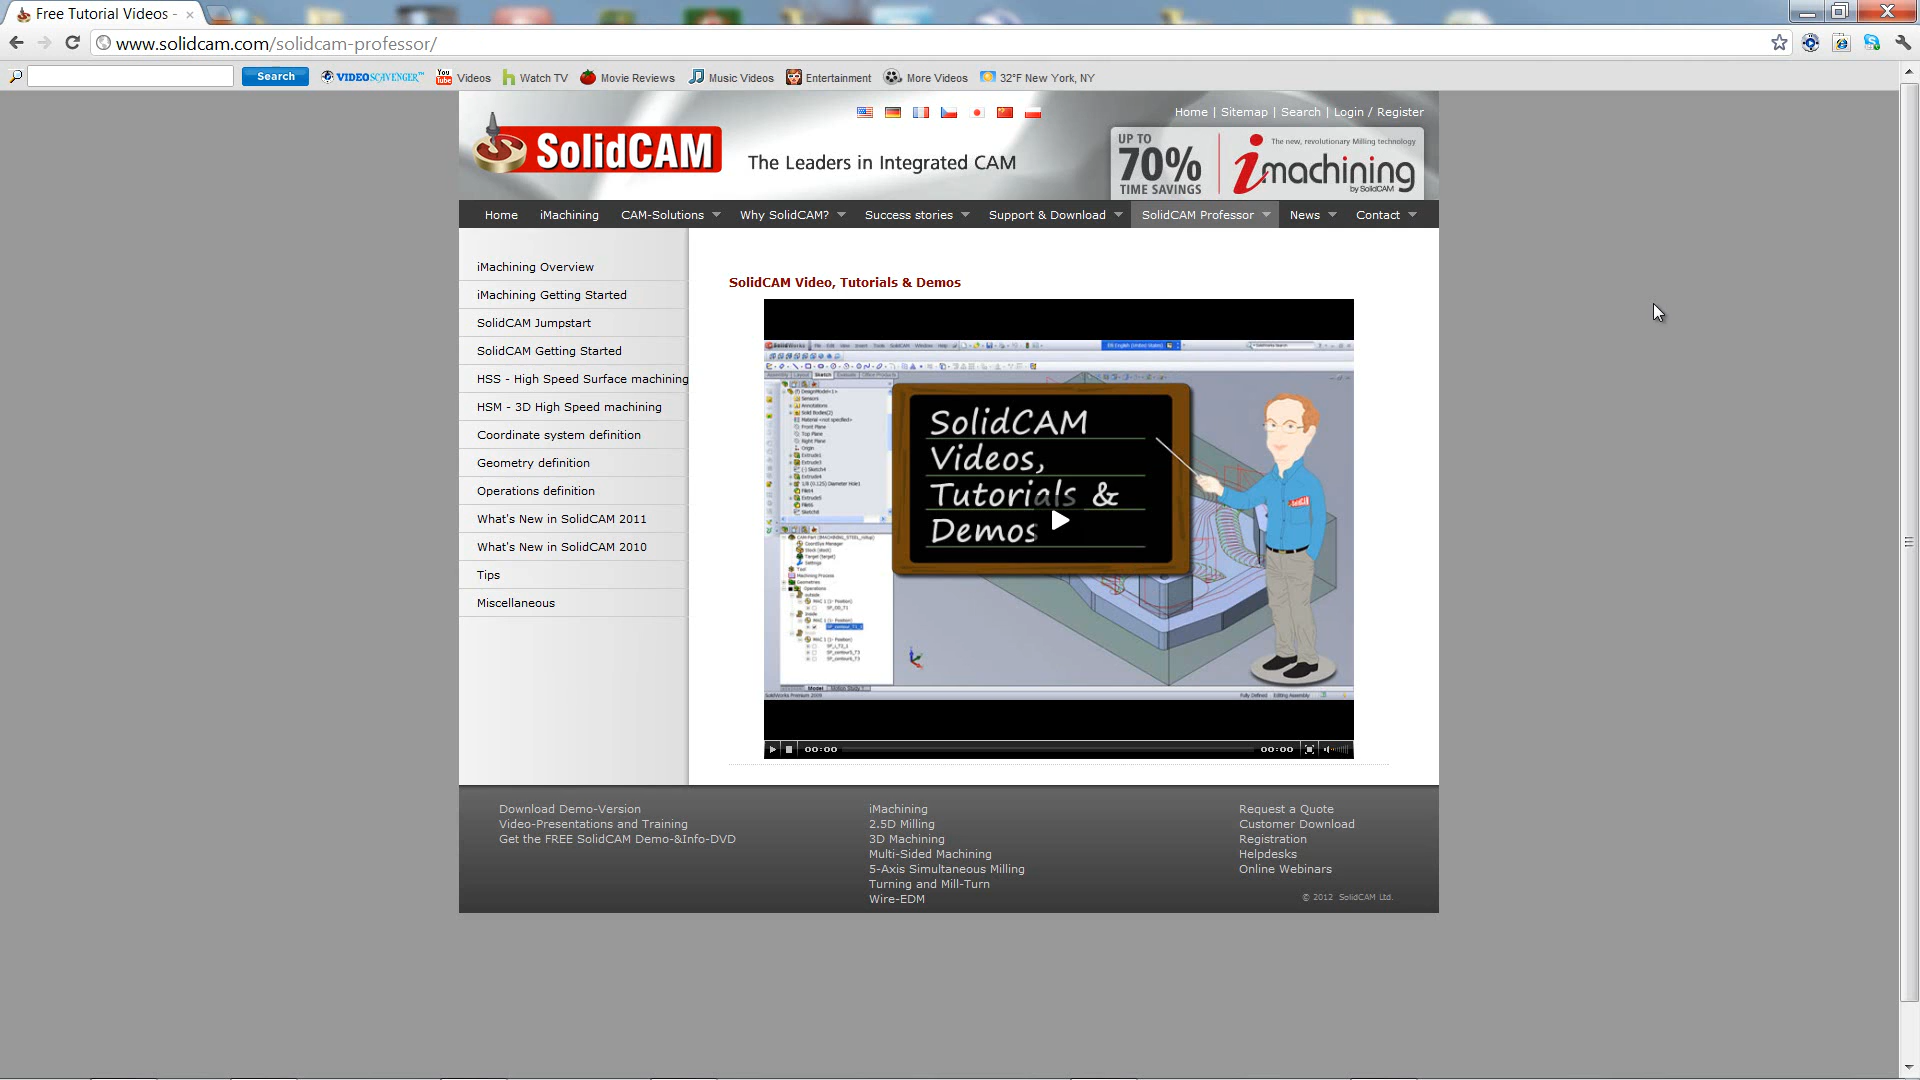 Free Tutorial Videos -
www.solidcam.com/solidcam-professor/
Search
VIDEOSCAVENGER™
You Tube Videos
Watch TV
Movie Reviews
Music Videos
Entertainment
More Videos
32°F New York, NY
Home | Sitemap | Search | Login / Register
SolidCAM
The Leaders in Integrated CAM
UP TO
70%
TIME SAVINGS
The new, revolutionary Milling technology
imachining
by SolidCAM
Home
iMachining
CAM-Solutions
Why SolidCAM?
Success stories
Support & Download
SolidCAM Professor
News
Contact
iMachining Overview
iMachining Getting Started
SolidCAM Jumpstart
SolidCAM Getting Started
HSS - High Speed Surface machining
HSM - 3D High Speed machining
Coordinate system definition
Geometry definition
Operations definition
What's New in SolidCAM 2011
What's New in SolidCAM 2010
Tips
Miscellaneous
SolidCAM Video, Tutorials & Demos
SolidCAM
Videos,
Tutorials &
Demos
00:00
00:00
Download Demo-Version
Video-Presentations and Training
Get the FREE SolidCAM Demo-&Info-DVD
iMachining
2.5D Milling
3D Machining
Multi-Sided Machining
5-Axis Simultaneous Milling
Turning and Mill-Turn
Wire-EDM
Request a Quote
Customer Download
Registration
Helpdesks
Online Webinars
© 2012 SolidCAM Ltd.